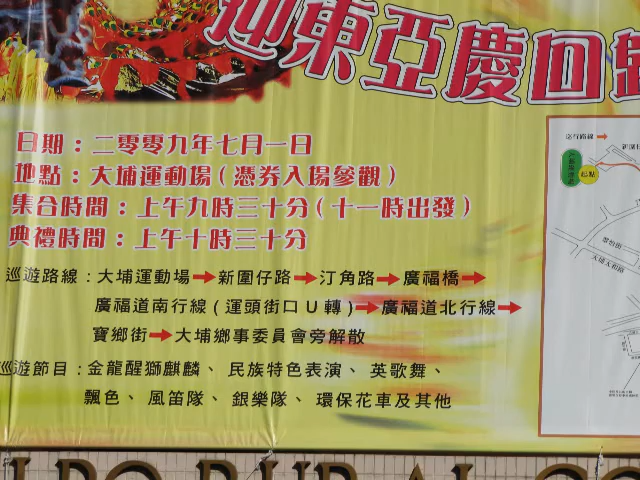 迎東亞慶回歸
日期：二零零九年七月一日
地點：大埔運動場（憑券入場參觀）
集合時間：上午九時三十分（十一時出發）
典禮時間：上午十時三十分
巡遊路線：大埔運動場→新圍仔路→汀角路→廣福橋→
廣福道南行線（運頭街口U轉）→廣福道北行線→
寶鄉街→大埔鄉事委員會旁解散
巡遊節目：金龍醒獅麒麟、民族特色表演、英歌舞、
飄色、風笛隊、銀樂隊、環保花車及其他
起點
RURAL CO